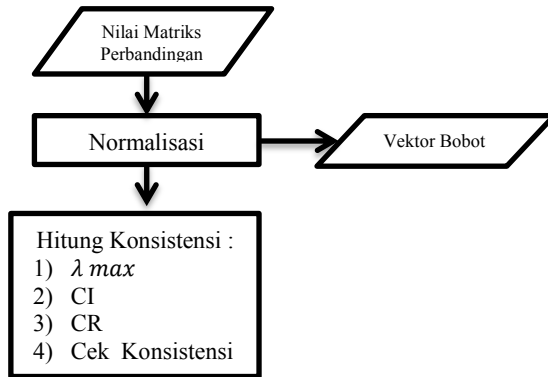 Nilai Matriks
Perbandingan
Normalisasi
Vektor Bobot
Hitung Konsistensi :
1) λ max
2) CI
3) CR
4) Cek Konsistensi